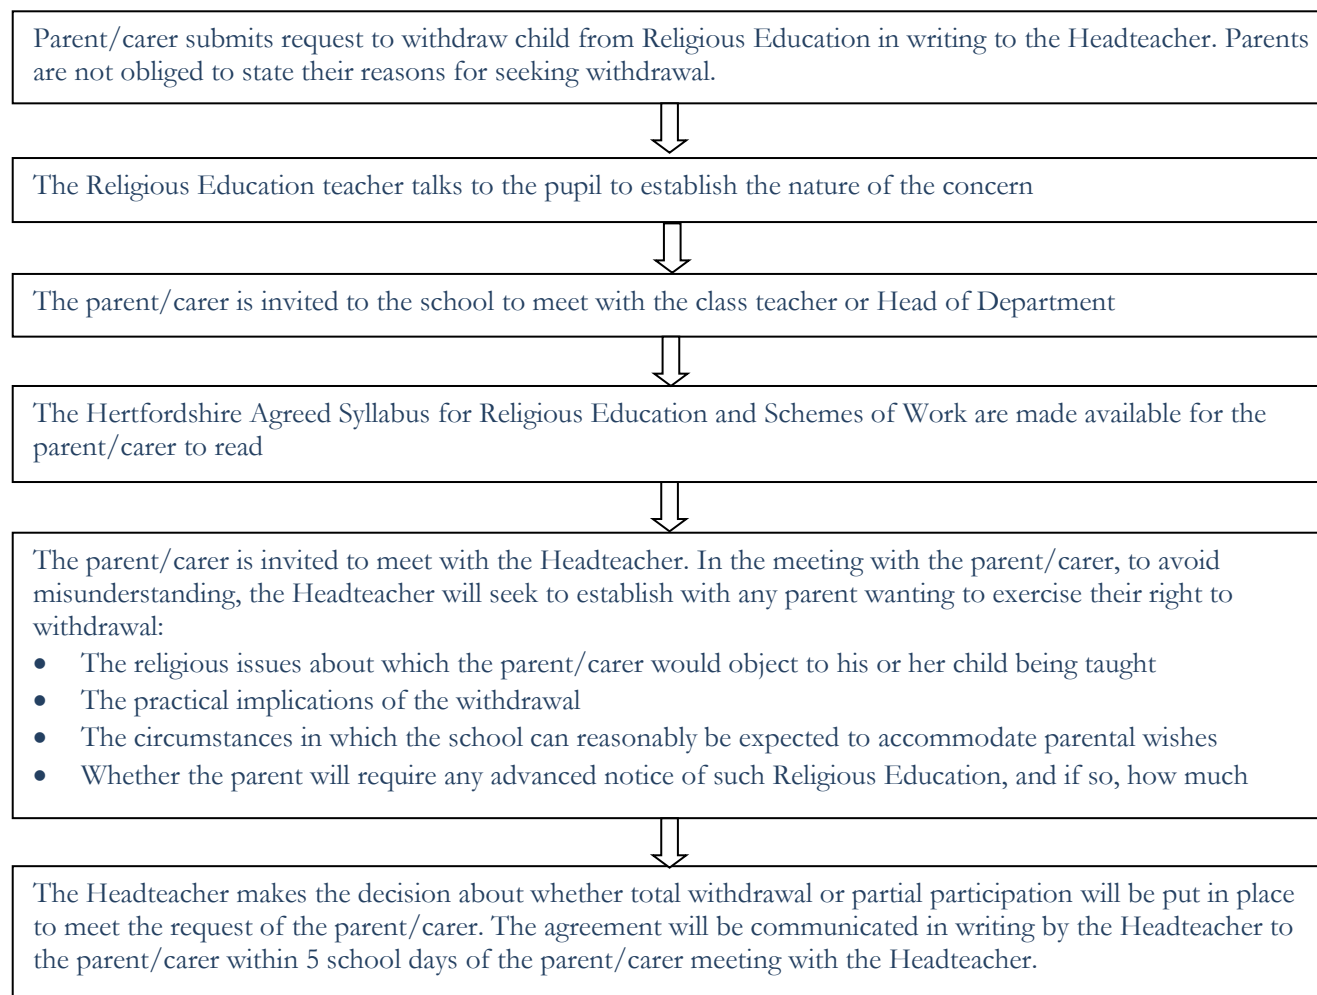 Parent/carer submits request to withdraw child from Religious Education in writing to the Headteacher. Parents
are not obliged to state their reasons for seeking withdrawal.
The Religious Education teacher talks to the pupil to establish the nature of the concern
The parent/carer is invited to the school to meet with the class teacher or Head of Department
The Hertfordshire Agreed Syllabus for Religious Education and Schemes of Work are made available for the
parent/carer to read
The parent/carer is invited to meet with the Headteacher. In the meeting with the parent/carer, to avoid
misunderstanding, the Headteacher will seek to establish with any parent wanting to exercise their right to
withdrawal:
• The religious issues about which the parent/carer would object to his or her child being taught
• The practical implications of the withdrawal
• The circumstances in which the school can reasonably be expected to accommodate parental wishes
• Whether the parent will require any advanced notice of such Religious Education, and if so, how much
The Headteacher makes the decision about whether total withdrawal or partial participation will be put in place
to meet the request of the parent/carer. The agreement will be communicated in writing by the Headteacher to
the parent/carer within 5 school days of the parent/carer meeting with the Headteacher.